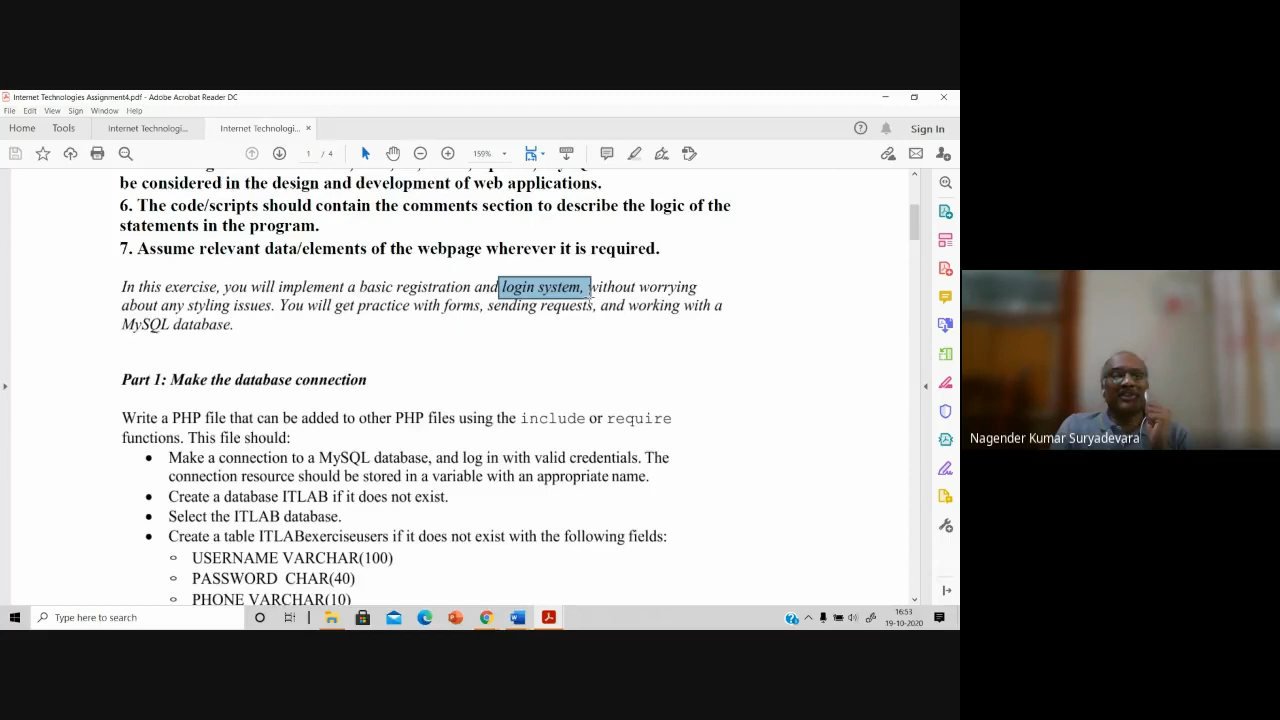 Internet Technologies Assignment4.pdf - Adobe Acrobat Reader DC
File Edit View Sign Window Help
Home Tools Internet Technologi... Internet Technologi... × Sign In
1 / 4 159%
be considered in the design and development of web applications.
6. The code/scripts should contain the comments section to describe the logic of the
statements in the program.
7. Assume relevant data/elements of the webpage wherever it is required.
In this exercise, you will implement a basic registration and login system, without worrying
about any styling issues. You will get practice with forms, sending requests, and working with a
MySQL database.
Part 1: Make the database connection
Write a PHP file that can be added to other PHP files using the include or require
functions. This file should:
• Make a connection to a MySQL database, and log in with valid credentials. The
connection resource should be stored in a variable with an appropriate name.
• Create a database ITLAB if it does not exist.
• Select the ITLAB database.
• Create a table ITLABexerciseusers if it does not exist with the following fields:
○ USERNAME VARCHAR(100)
○ PASSWORD CHAR(40)
○ PHONE VARCHAR(10)
Nagender Kumar Suryadevara
Type here to search
16:53
19-10-2020